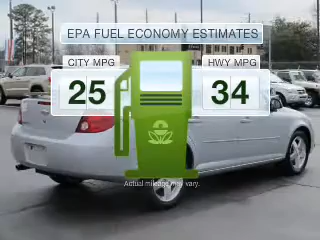 EPA FUEL ECONOMY ESTIMATES
CITY MPG
HWY MPG
25
34
Actual mileage may vary.